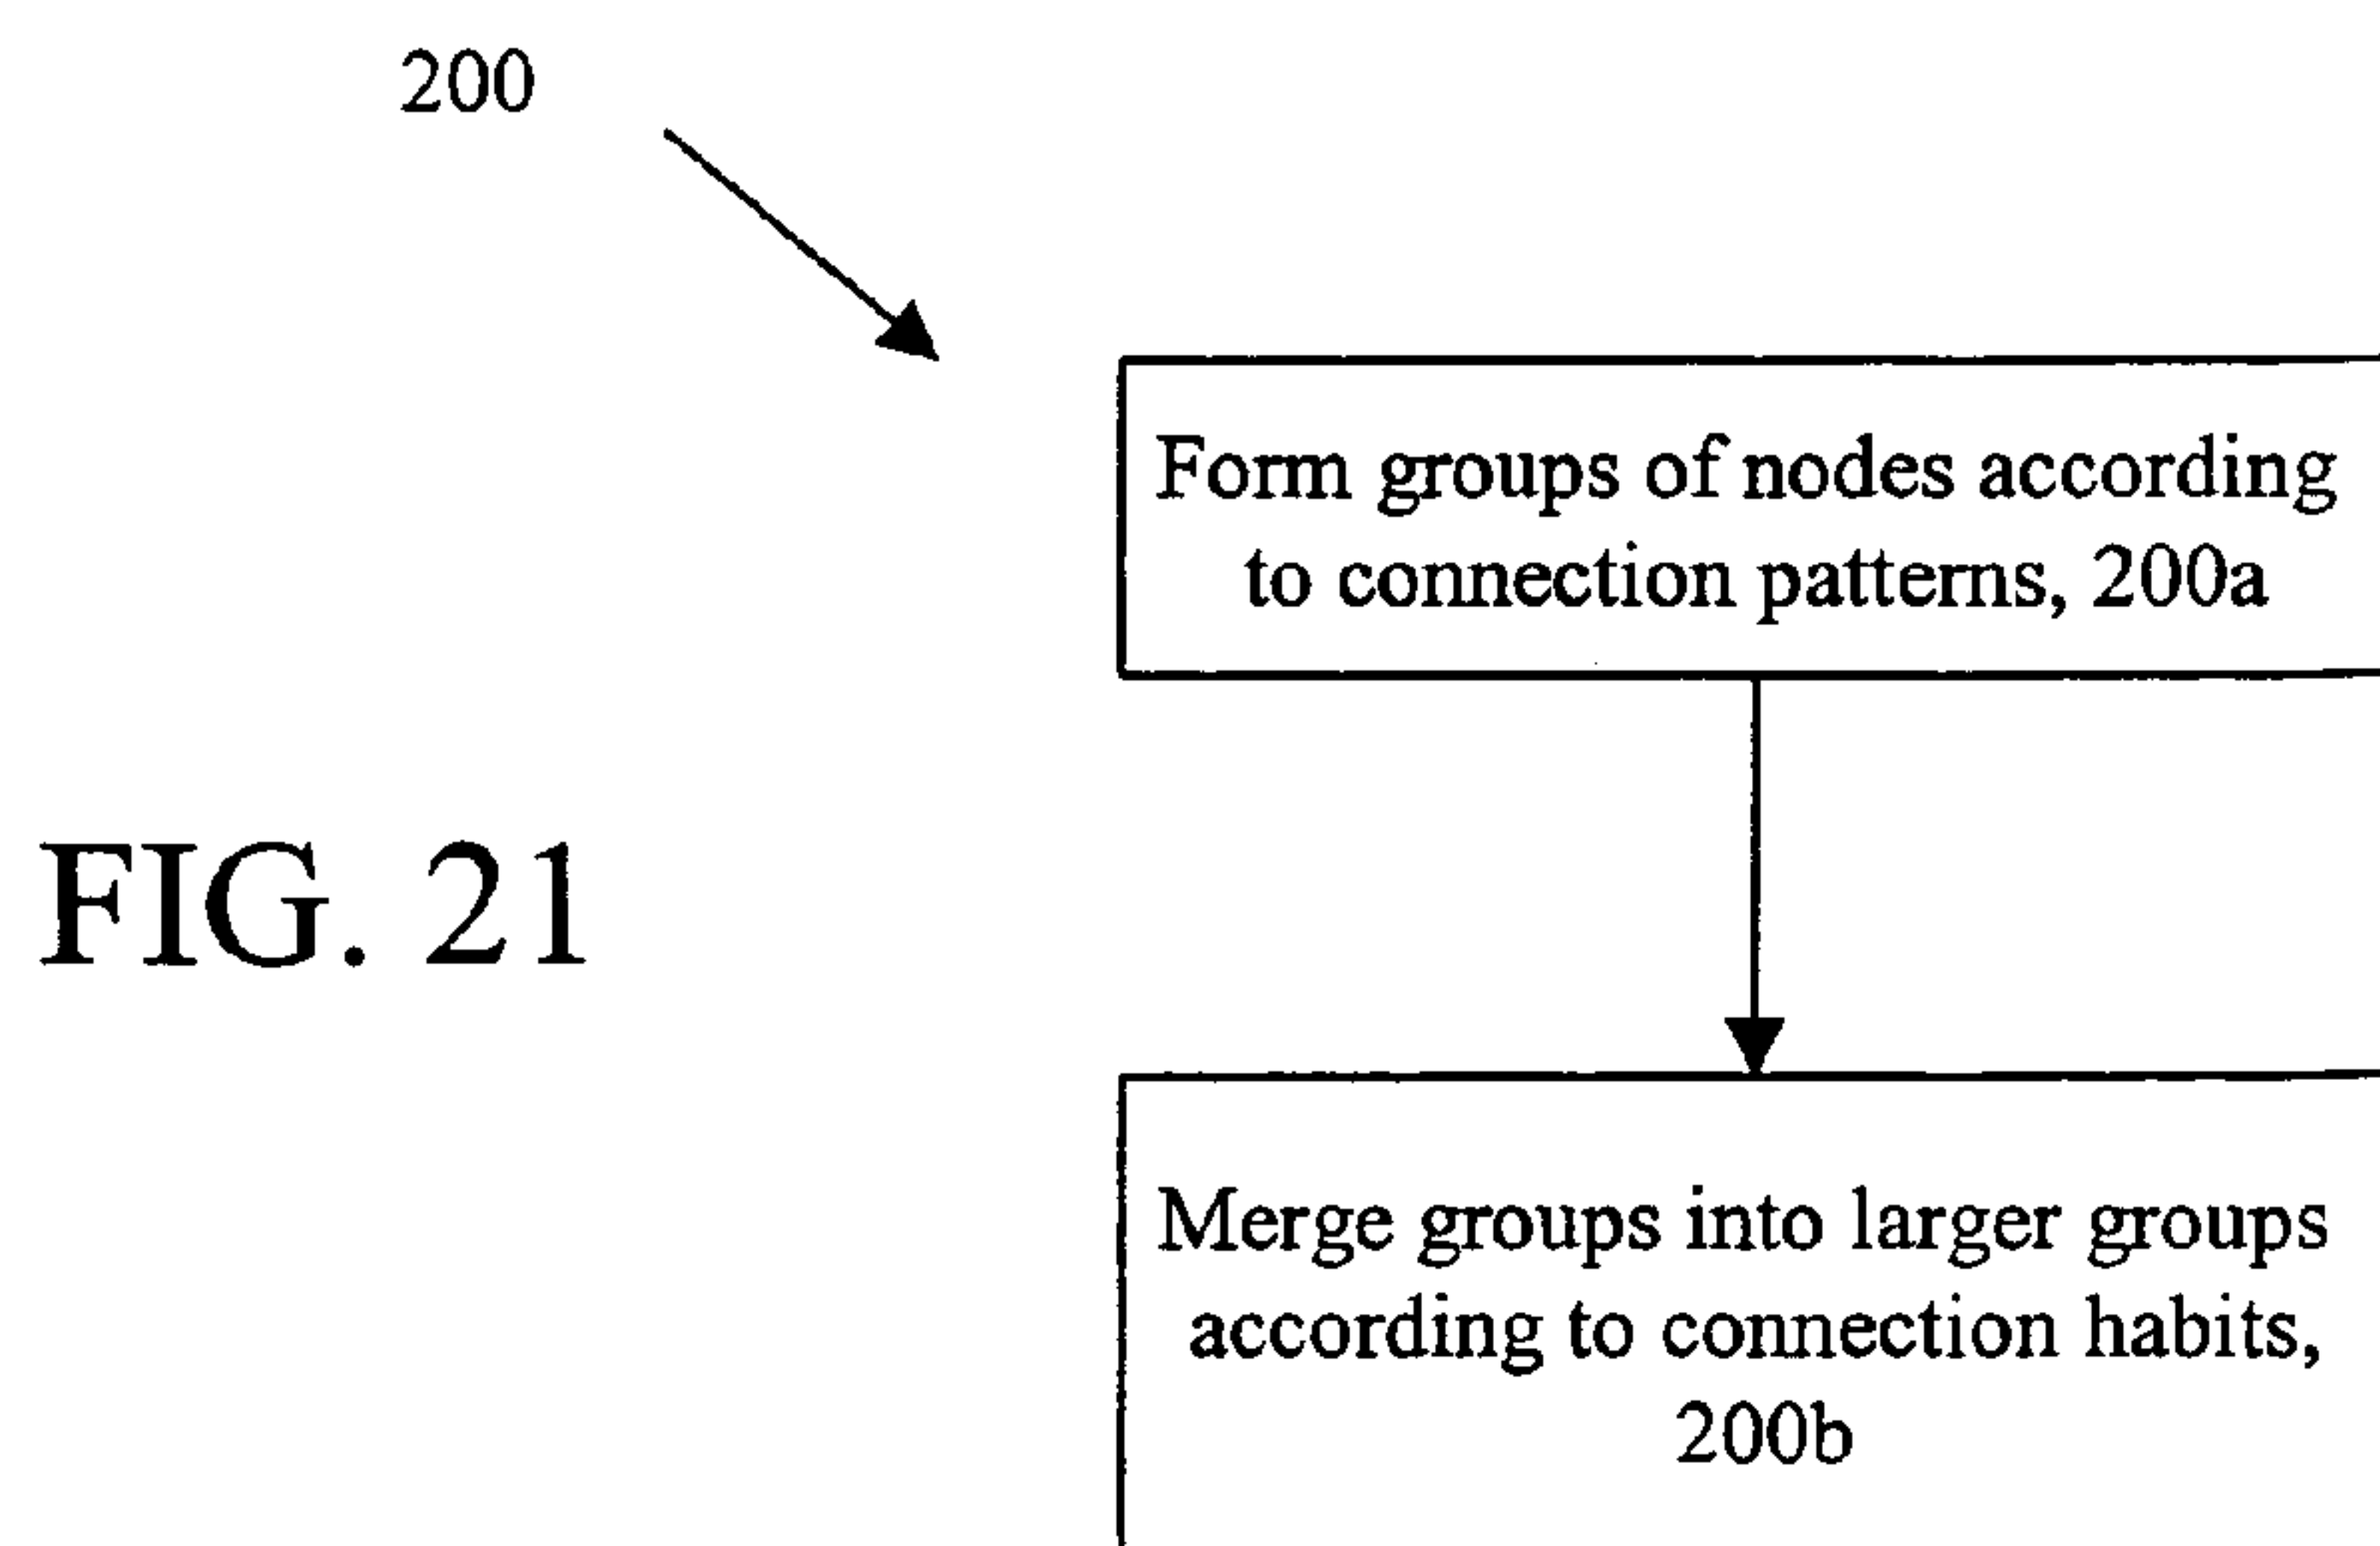 200
Form groups of nodes according
to connection patterns, 200a
FIG. 21
Merge groups into larger groups
according to connection habits,
200b